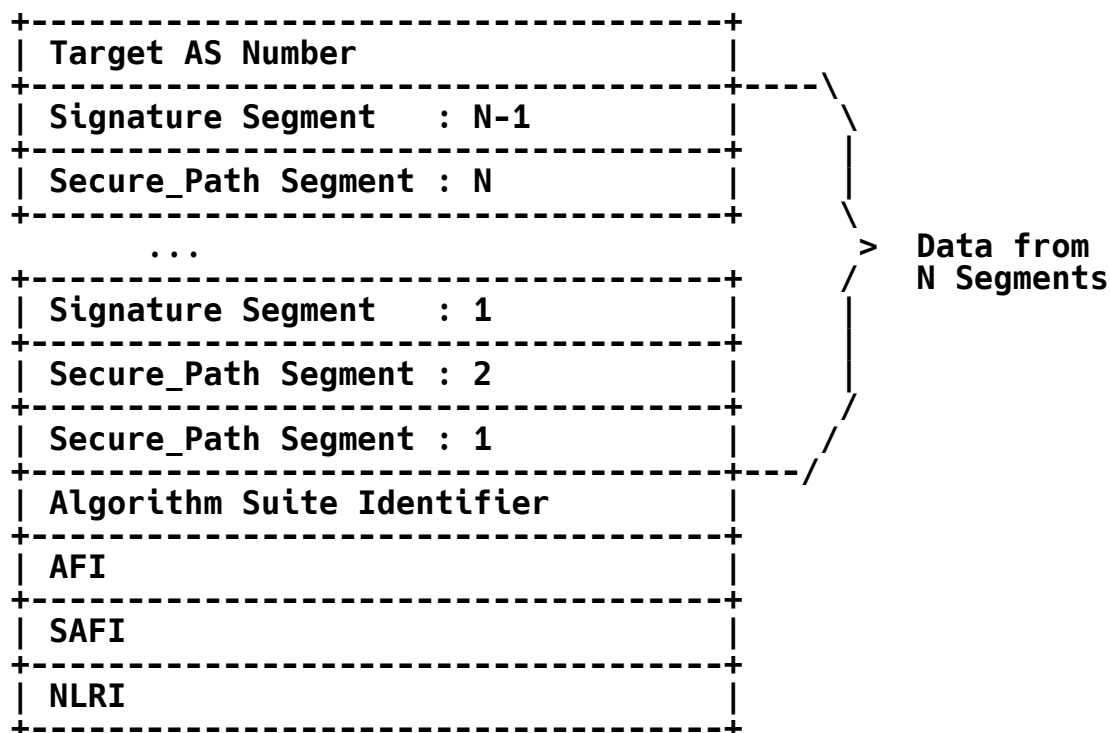 Target AS Number
Signature Segment : N-1
Secure_Path Segment : N
...
> Data from
N Segments
Signature Segment : 1
Secure_Path Segment : 2
Secure_Path Segment : 1
Algorithm Suite Identifier
AFI
SAFI
NLRI